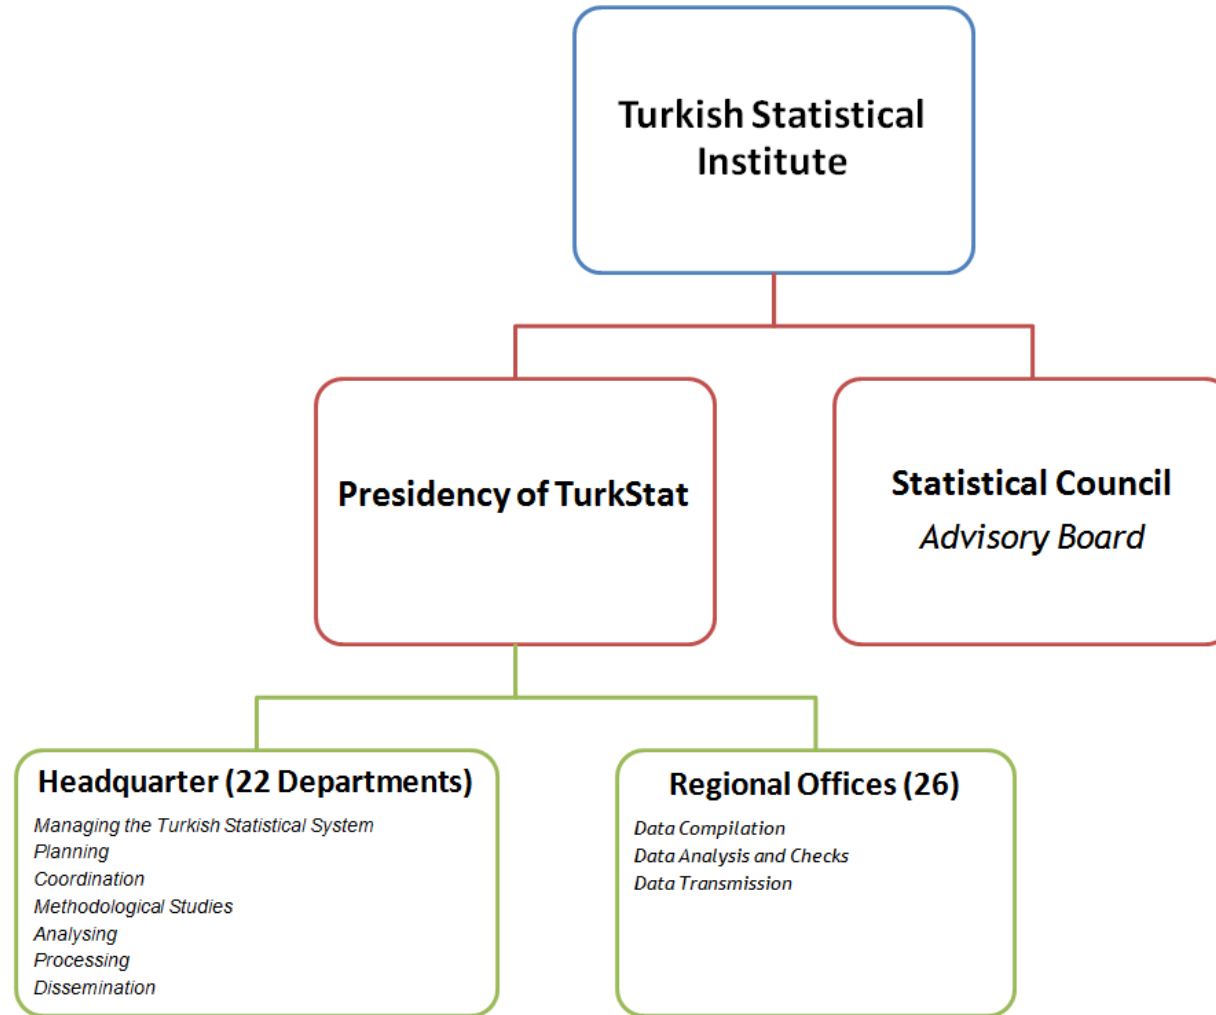 Turkish Statistical
Institute
Presidency of TurkStat
Statistical Council
Advisory Board
Headquarter (22 Departments)
Managing the Turkish Statistical System
Planning
Coordination
Methodological Studies
Analysing
Processing
Dissemination
Regional Offices (26)
Data Compilation
Data Analysis and Checks
Data Transmission